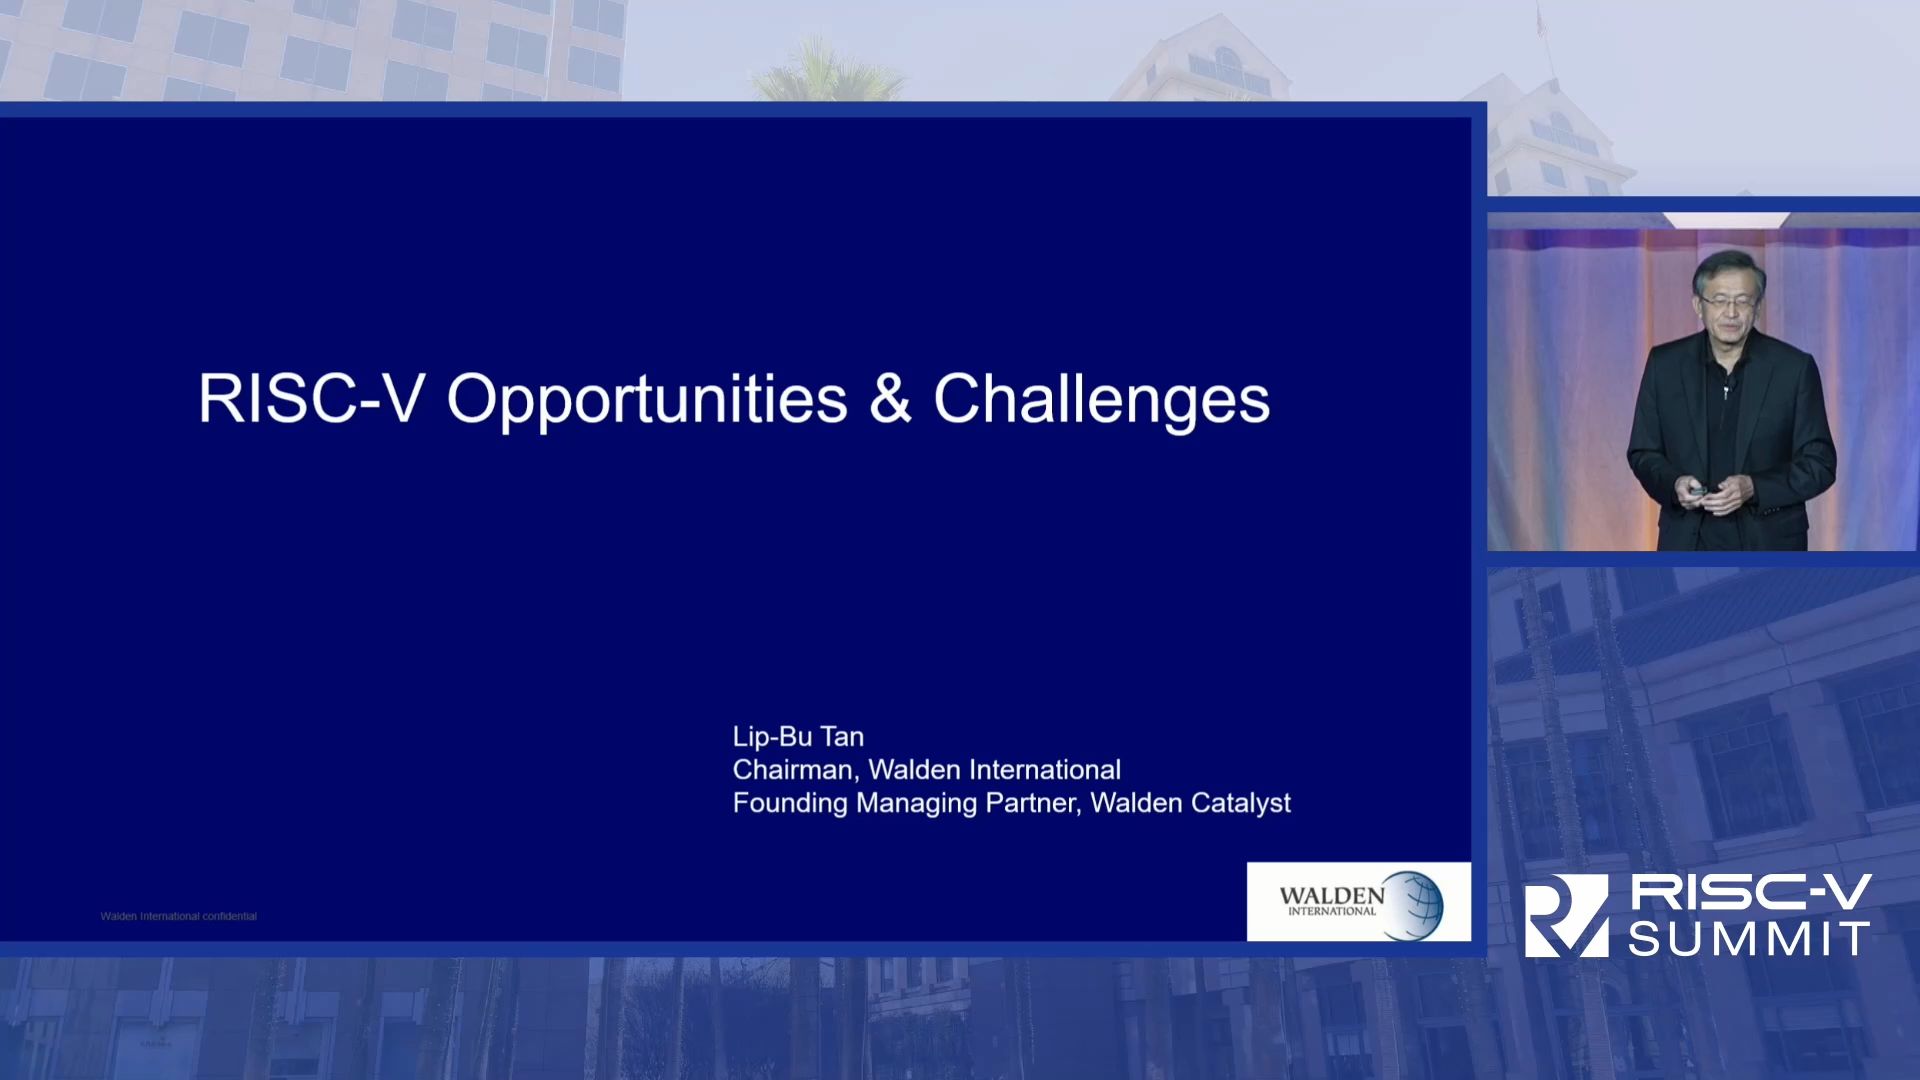 RISC-V Opportunities & Challenges
Lip-Bu Tan
Chairman, Walden International
Founding Managing Partner, Walden Catalyst
Walden International confidential
WALDEN
INTERNATIONAL
RISC-V
SUMMIT